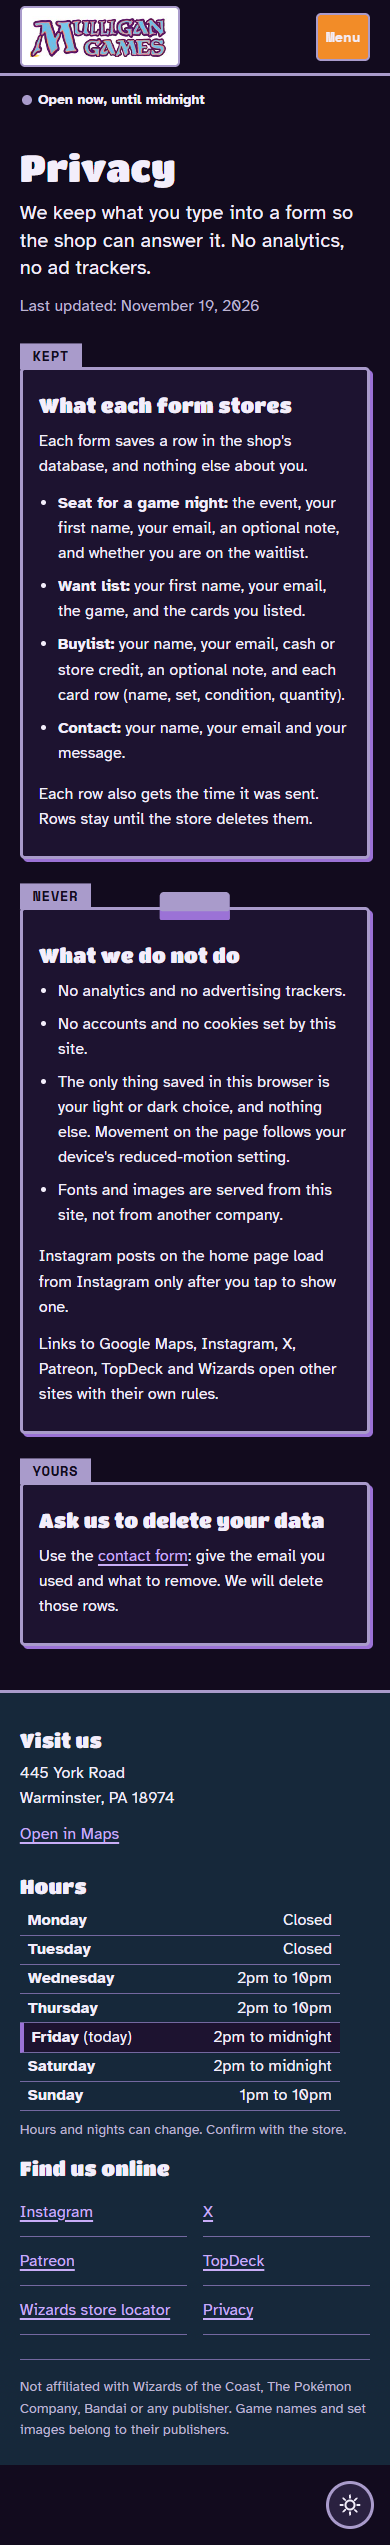 MULLIGAN
GAMES
Menu
Open now, until midnight
Privacy
We keep what you type into a form so
the shop can answer it. No analytics,
no ad trackers.
Last updated: November 19, 2026
KEPT
What each form stores
Each form saves a row in the shop's
database, and nothing else about you.
• Seat for a game night: the event, your
first name, your email, an optional note,
and whether you are on the waitlist.
• Want list: your first name, your email,
the game, and the cards you listed.
• Buylist: your name, your email, cash or
store credit, an optional note, and each
card row (name, set, condition, quantity).
• Contact: your name, your email and your
message.
Each row also gets the time it was sent.
Rows stay until the store deletes them.
NEVER
What we do not do
• No analytics and no advertising trackers.
• No accounts and no cookies set by this
site.
• The only thing saved in this browser is
your light or dark choice, and nothing
else. Movement on the page follows your
device's reduced-motion setting.
• Fonts and images are served from this
site, not from another company.
Instagram posts on the home page load
from Instagram only after you tap to show
one.
Links to Google Maps, Instagram, X,
Patreon, TopDeck and Wizards open other
sites with their own rules.
YOURS
Ask us to delete your data
Use the contact form: give the email you
used and what to remove. We will delete
those rows.
Visit us
445 York Road
Warminster, PA 18974
Open in Maps
Hours
Monday Closed
Tuesday Closed
Wednesday 2pm to 10pm
Thursday 2pm to 10pm
Friday (today) 2pm to midnight
Saturday 2pm to midnight
Sunday 1pm to 10pm
Hours and nights can change. Confirm with the store.
Find us online
Instagram X
Patreon TopDeck
Wizards store locator Privacy
Not affiliated with Wizards of the Coast, The Pokémon
Company, Bandai or any publisher. Game names and set
images belong to their publishers.